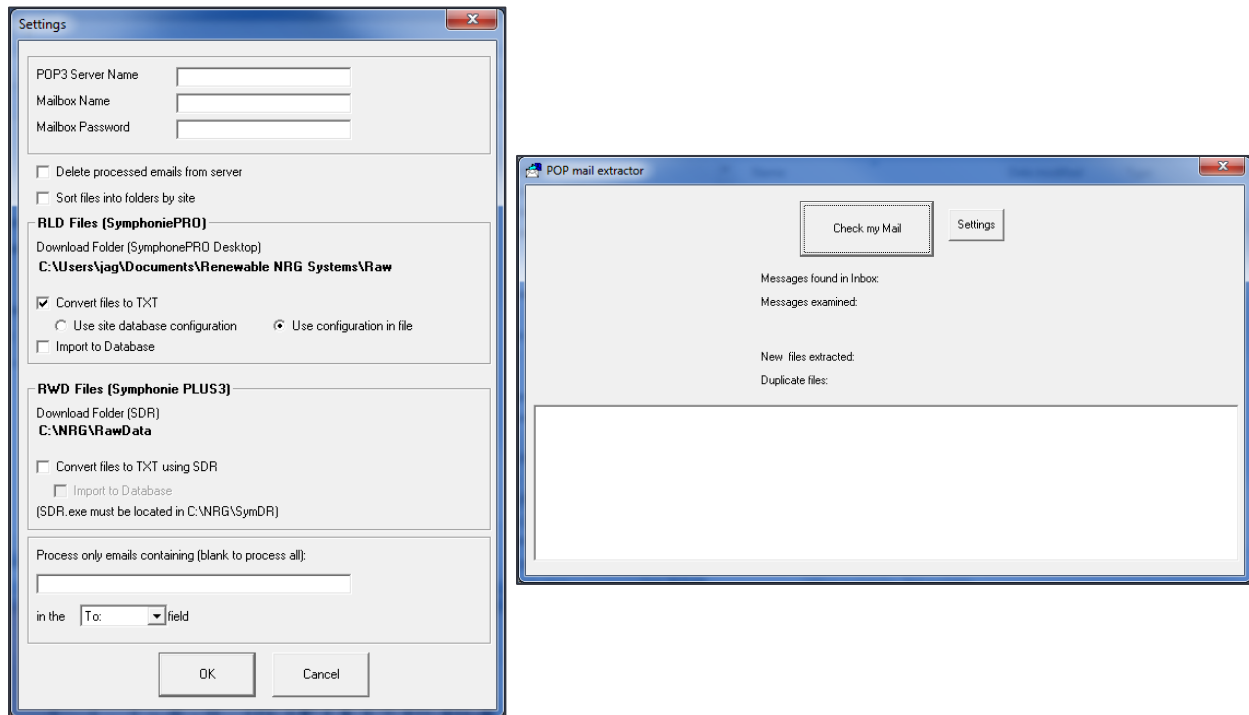 Settings
POP3 Server Name
Mailbox Name
Mailbox Password
Delete processed emails from server
Sort files into folders by site
RLD Files (SymphoniePRO)
Download Folder (SymphonePRO Desktop)
C:\Users\jag\Documents\Renewable NRG Systems\Raw
Convert files to TXT
Use site database configuration Use configuration in file
Import to Database
RWD Files (Symphonie PLUS3)
Download Folder (SDR)
C:\NRG\RawData
Convert files to TXT using SDR
Import to Database
(SDR.exe must be located in C:\NRG\SymDR)
Process only emails containing (blank to process all):
in the To: field
OK Cancel
POP mail extractor
Check my Mail Settings
Messages found in Inbox:
Messages examined:
New files extracted:
Duplicate files: